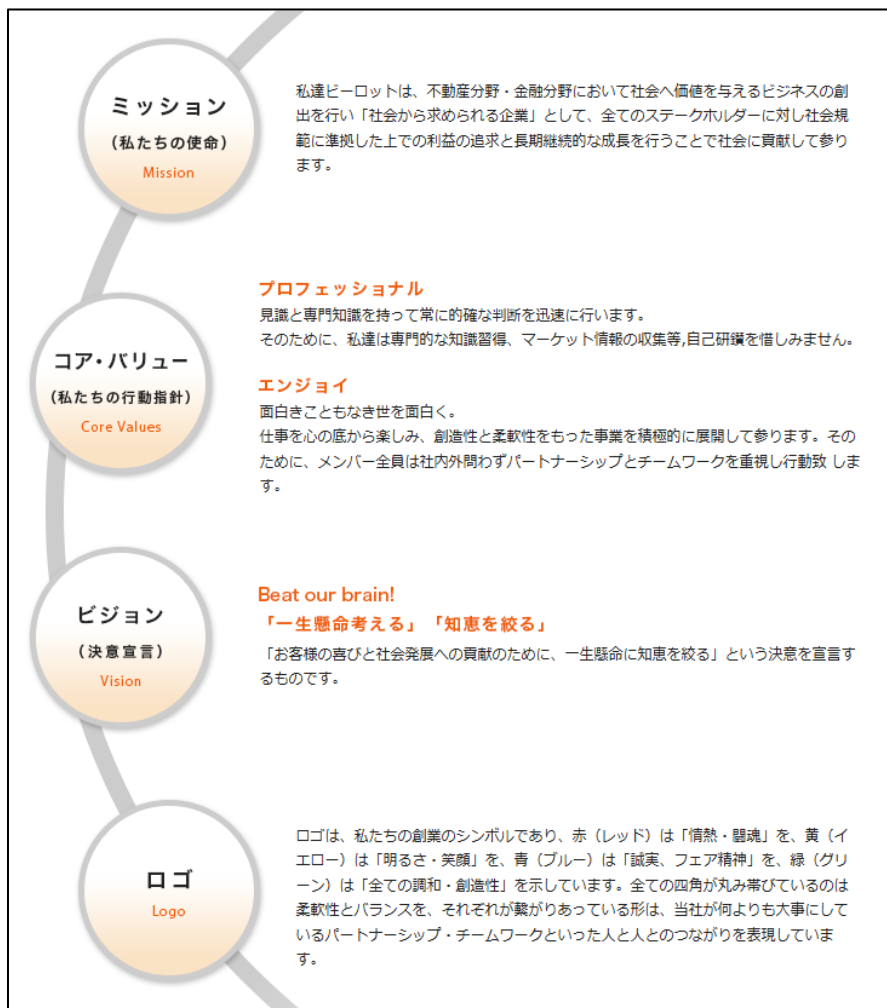 ミッション
（私たちの使命）
Mission
私達ビーロットは、不動産分野・金融分野において社会へ価値を与えるビジネスの創
出を行い「社会から求められる企業」として、全てのステークホルダーに対し社会規
範に準拠した上での利益の追求と長期継続的な成長を行うことで社会に貢献して参り
ます。
コア・バリュー
（私たちの行動指針）
Core Values
プロフェッショナル
見識と専門知識を持って常に的確な判断を迅速に行います。
そのために、私達は専門的な知識習得、マーケット情報の収集等,自己研鑽を惜しみません。
エンジョイ
面白きこともなき世を面白く。
仕事を心の底から楽しみ、創造性と柔軟性をもった事業を積極的に展開して参ります。その
ために、メンバー全員は社内外問わずパートナーシップとチームワークを重視し行動致 しま
す。
ビジョン
（決意宣言）
Vision
Beat our brain!
「一生懸命考える」「知恵を絞る」
「お客様の喜びと社会発展への貢献のために、一生懸命に知恵を絞る」という決意を宣言す
るものです。
ロゴ
Logo
ロゴは、私たちの創業のシンボルであり、赤（レッド）は「情熱・闘魂」を、黄（イ
エロー）は「明るさ・笑顔」を、青（ブルー）は「誠実、フェア精神」を、緑（グリ
ーン）は「全ての調和・創造性」を示しています。全ての四角が丸み帯びているのは
柔軟性とバランスを、それぞれが繋がりあっている形は、当社が何よりも大事にして
いるパートナーシップ・チームワークといった人と人とのつながりを表現していま
す。